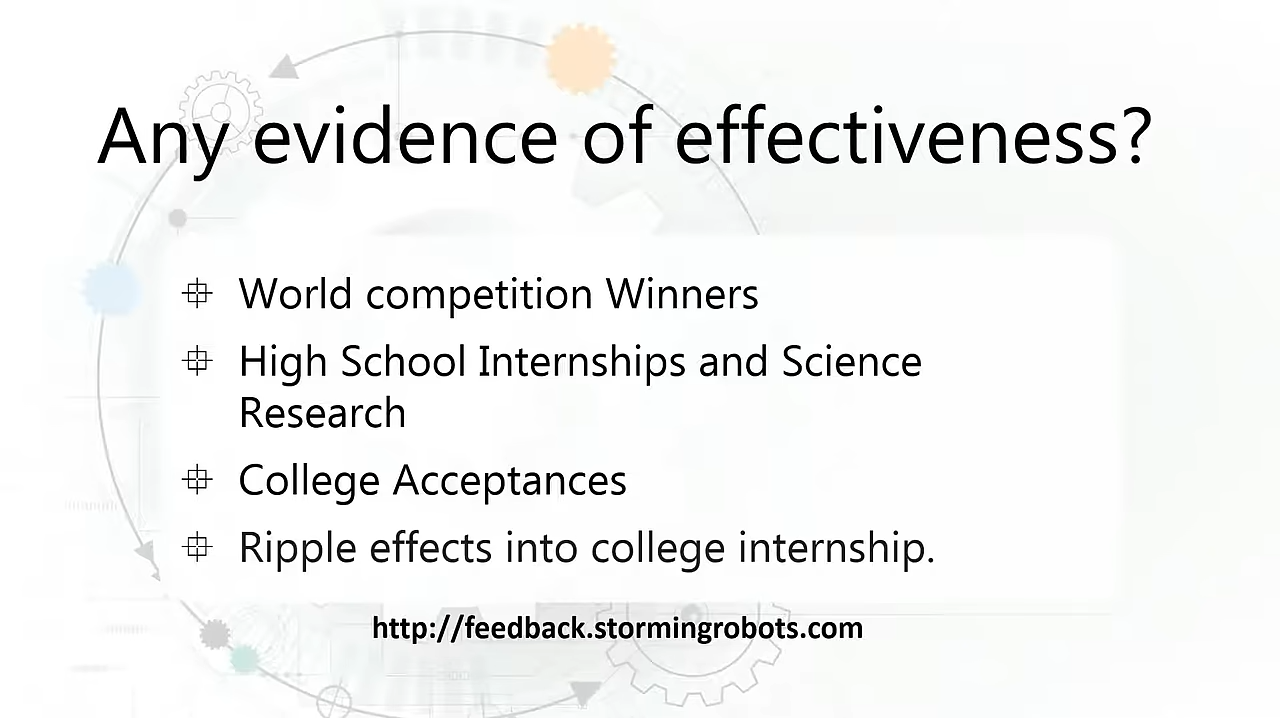 Any evidence of effectiveness?
World competition Winners
High School Internships and Science
Research
College Acceptances
Ripple effects into college internship.
http://feedback.stormingrobots.com